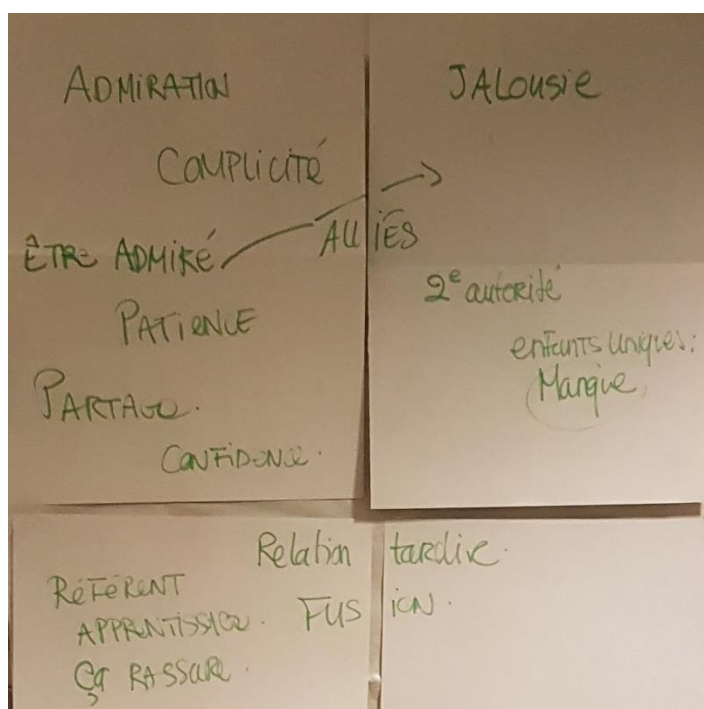 ADMIRATION
JALOUSIE
COMPLICITÉ
ALLIÉS
ÊTRE ADMIRÉ
2e autorité
PATIENCE
enfants uniques:
Manque
PARTAGE.
CONFIDENCE.
Relation tardive.
RÉFÉRENT
APPRENTISSAGE. FUSION.
ÇA RASSURE.